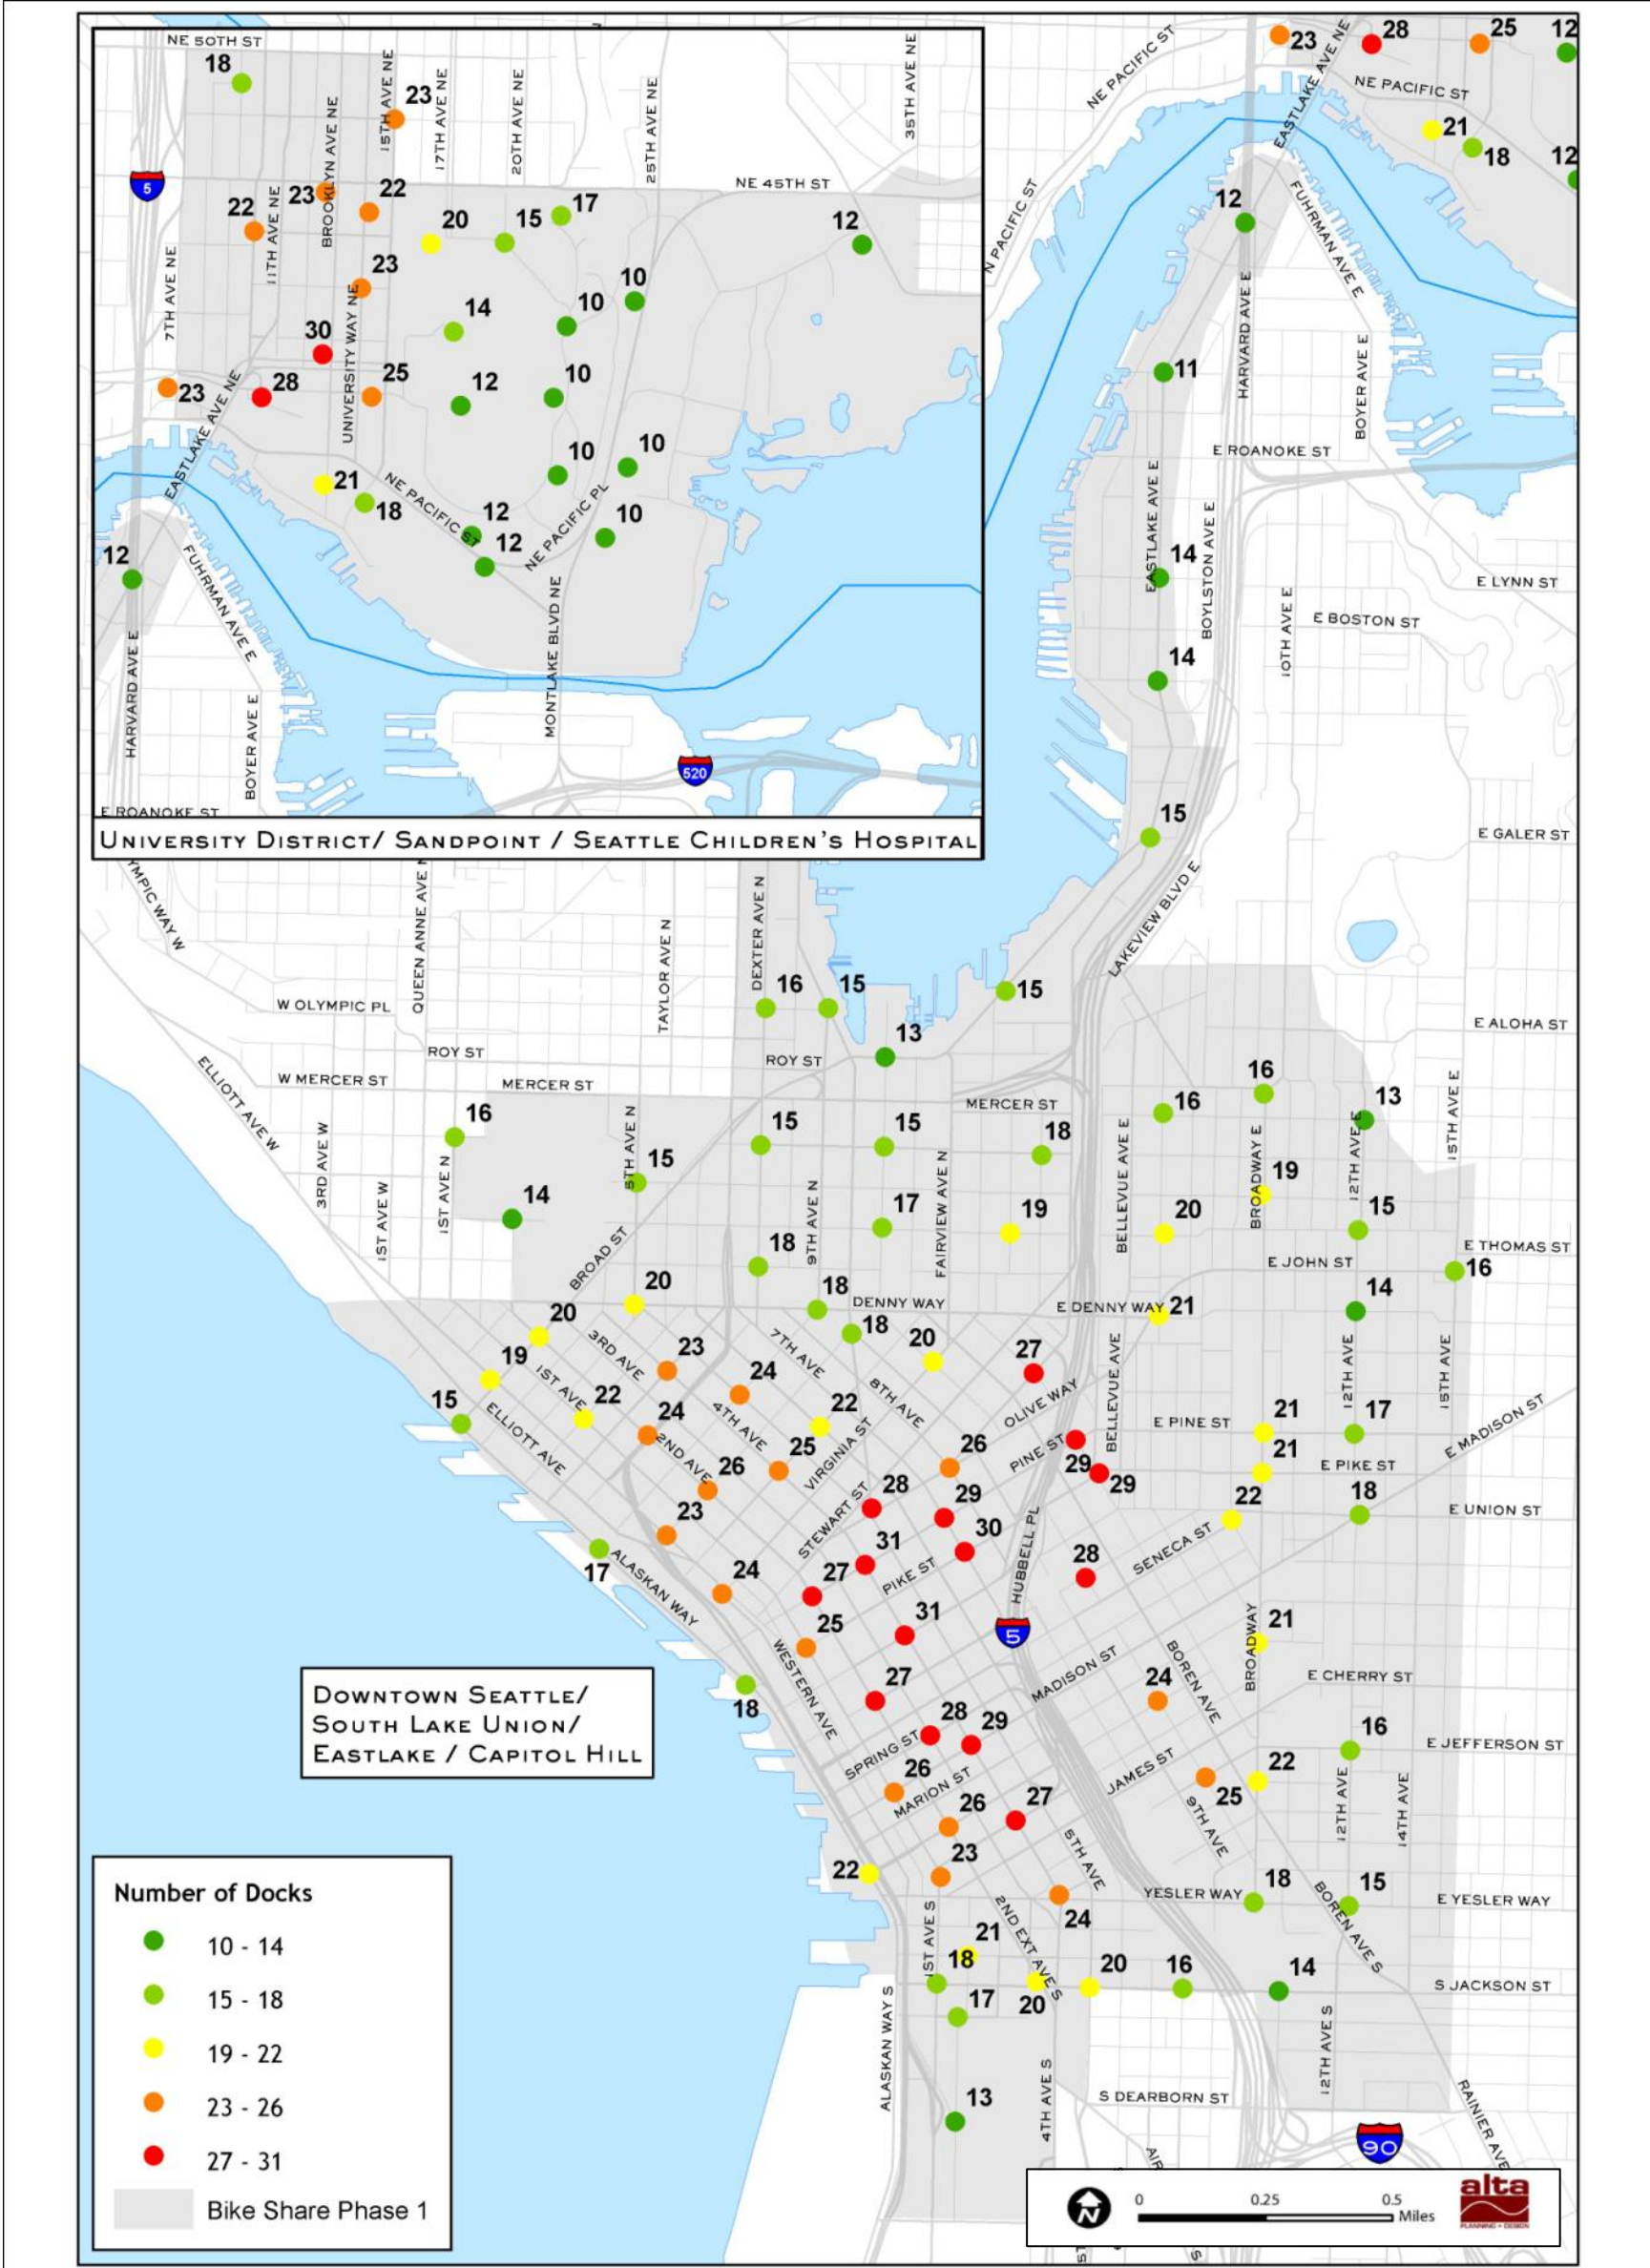 NE 50TH ST
18
15TH AVE NE
23
17TH AVE NE
20TH AVE NE
25TH AVE NE
35TH AVE NE
5
BROOKLYN AVE NE
23
22
22
11TH AVE NE
20
15
17
NE 45TH ST
12
7TH AVE NE
23
UNIVERSITY WAY NE
14
10
10
30
28
25
12
10
23
EASTLAKE AVE NE
21
18
NE PACIFIC ST
10
10
12
12
NE PACIFIC PL
10
12
FUHRMAN AVE E
HARVARD AVE E
BOYER AVE E
MONTLAKE BLVD NE
520
E ROANOKE ST
UNIVERSITY DISTRICT/ SANDPOINT / SEATTLE CHILDREN'S HOSPITAL
NE PACIFIC ST
23
28
25
12
EASTLAKE AVE NE
NE PACIFIC ST
21
18
12
N PACIFIC ST
12
FUHRMAN AVE E
HARVARD AVE E
BOYER AVE E
11
E ROANOKE ST
EASTLAKE AVE E
BOYLSTON AVE E
14
E LYNN ST
10TH AVE E
E BOSTON ST
14
15
E GALER ST
LAKEVIEW BLVD E
YMPIC WAY W
QUEEN ANNE AVE N
TAYLOR AVE N
DEXTER AVE N
W OLYMPIC PL
16
15
15
E ALOHA ST
ROY ST
ROY ST
13
W MERCER ST
MERCER ST
MERCER ST
ELLIOTT AVE W
16
16
16
13
15TH AVE E
3RD AVE W
1ST AVE W
1ST AVE N
5TH AVE N
15
15
15
18
BELLEVUE AVE E
BROADWAY E
12TH AVE E
14
9TH AVE N
17
FAIRVIEW AVE N
19
20
19
15
BROAD ST
18
E JOHN ST
E THOMAS ST
16
20
20
18
DENNY WAY
E DENNY WAY
21
14
18
20
27
3RD AVE
7TH AVE
23
24
19
1ST AVE
22
24
4TH AVE
22
8TH AVE
OLIVE WAY
BELLEVUE AVE
12TH AVE
15TH AVE
15
ELLIOTT AVE
2ND AVE
26
25
VIRGINIA ST
26
PINE ST
29
29
E PINE ST
21
17
E MADISON ST
21
E PIKE ST
23
STEWART ST
28
29
22
18
E UNION ST
17
ALASKAN WAY
24
27
31
PIKE ST
30
HUBBELL PL
28
SENECA ST
25
31
5
BROADWAY
21
WESTERN AVE
27
MADISON ST
24
BOREN AVE
E CHERRY ST
18
DOWNTOWN SEATTLE/
SOUTH LAKE UNION/
EASTLAKE / CAPITOL HILL
SPRING ST
28
29
16
E JEFFERSON ST
26
MARION ST
JAMES ST
25
22
26
27
9TH AVE
12TH AVE
14TH AVE
22
23
5TH AVE
24
YESLER WAY
18
15
E YESLER WAY
1ST AVE S
2ND EXT AVE S
21
18
BOREN AVE S
20
20
16
14
S JACKSON ST
17
ALASKAN WAY S
12TH AVE S
13
4TH AVE S
S DEARBORN ST
RAINIER AVE
AIR
90
Number of Docks
10 - 14
15 - 18
19 - 22
23 - 26
27 - 31
Bike Share Phase 1
N
0 0.25 0.5
Miles
alta
PLANNING + DESIGN